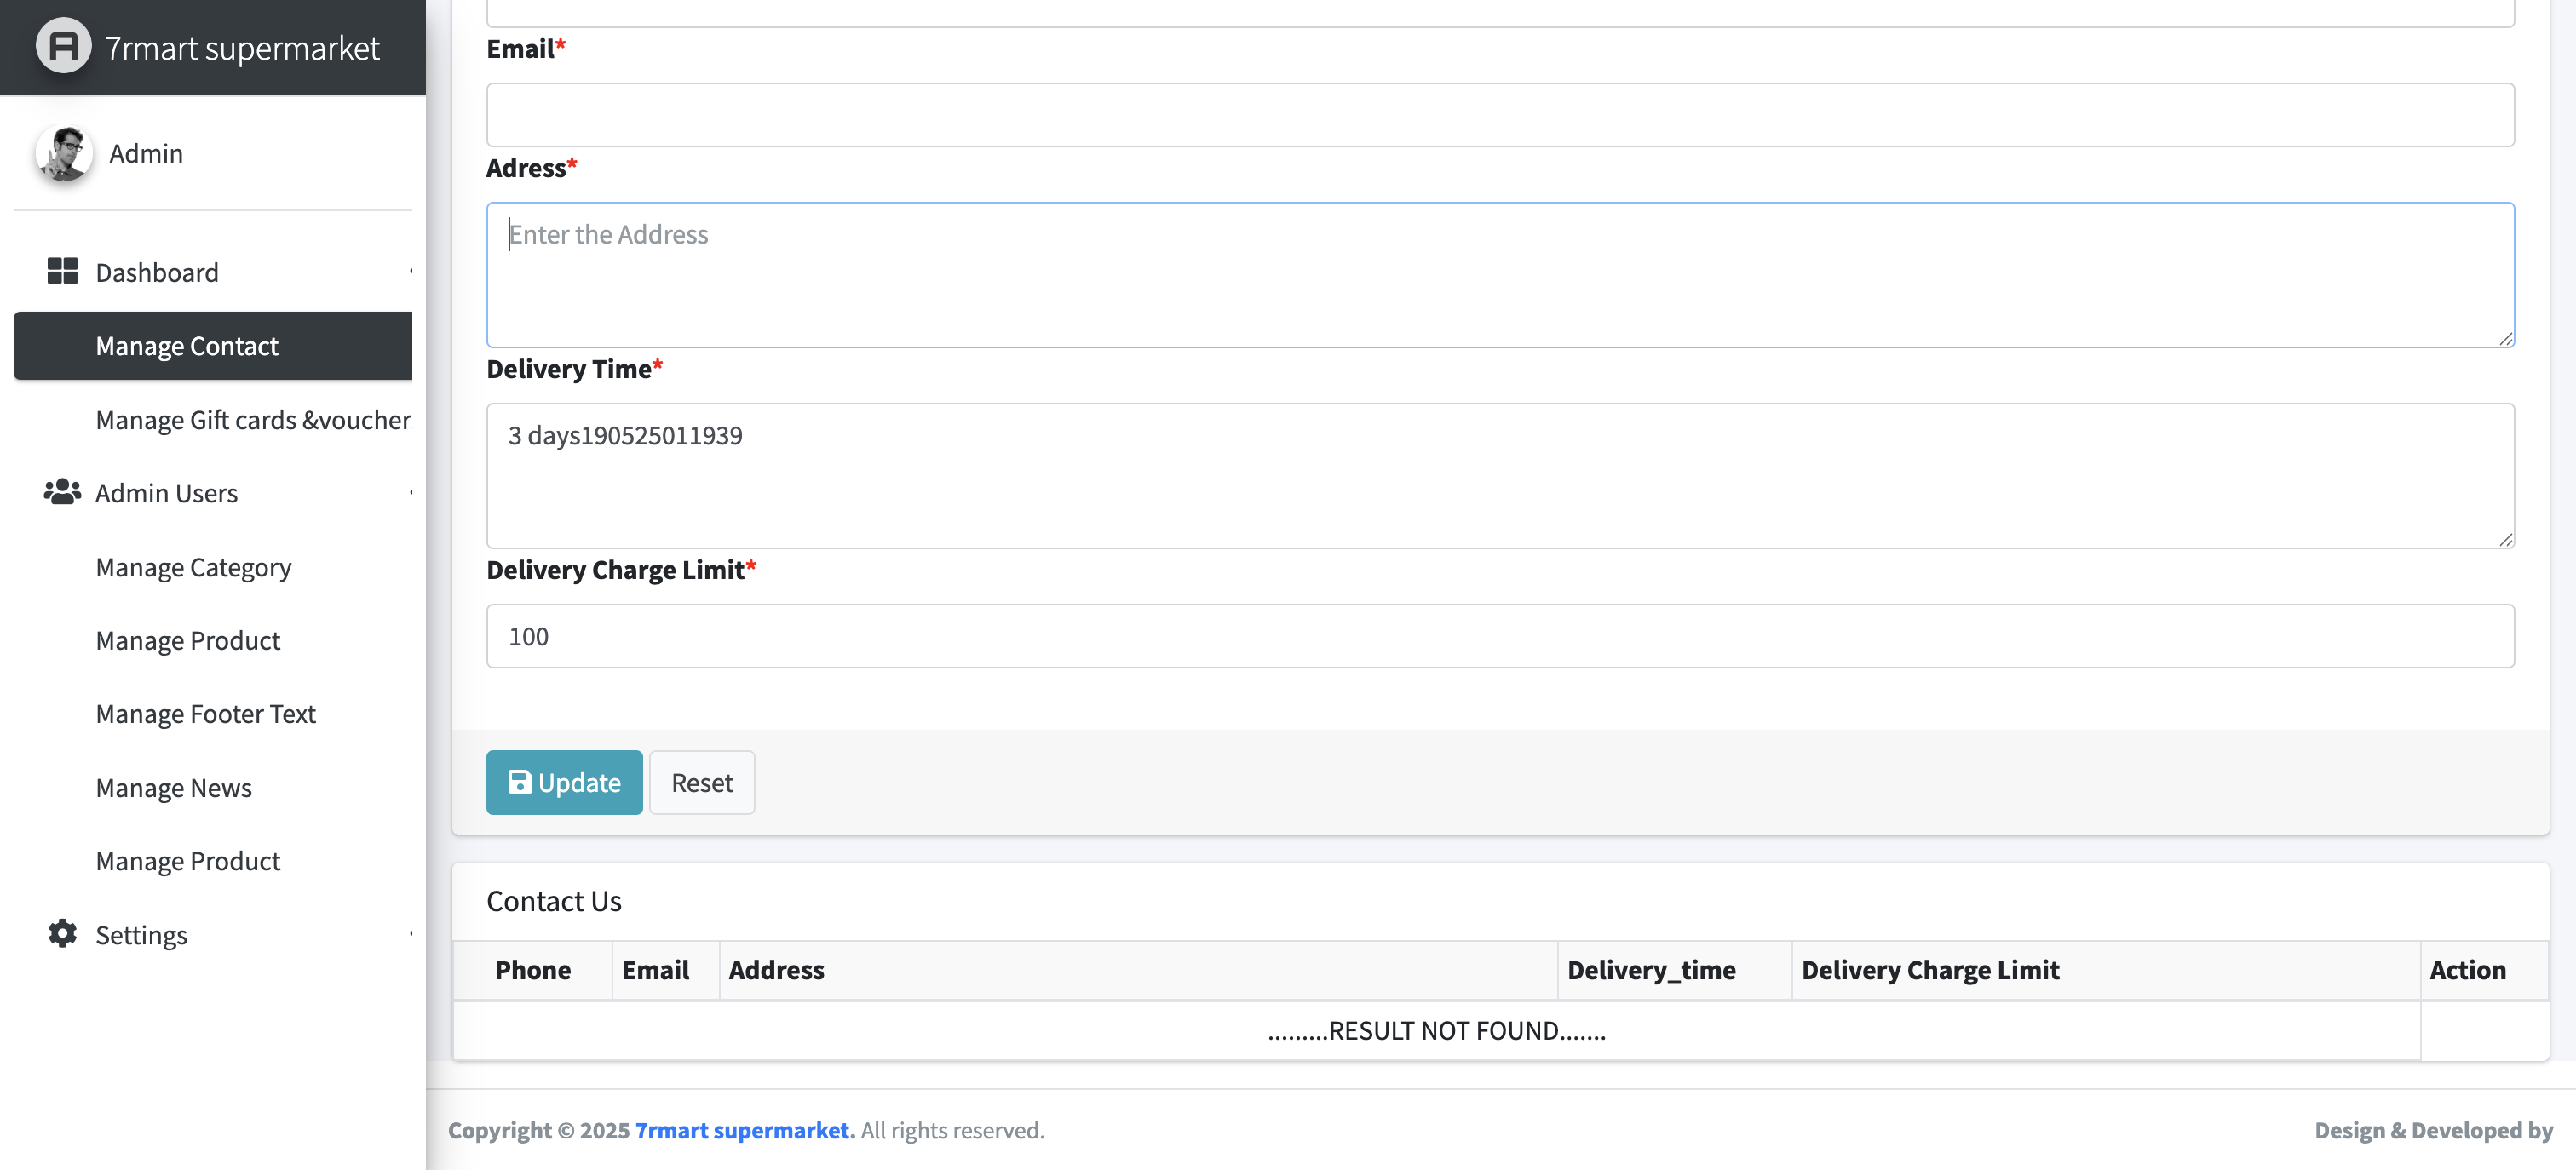 7rmart supermarket
Admin
Dashboard
Manage Contact
Manage Gift cards &voucher
Admin Users
Manage Category
Manage Product
Manage Footer Text
Manage News
Manage Product
Settings
Email*
Adress*
Enter the Address
Delivery Time*
3 days190525011939
Delivery Charge Limit*
100
Update Reset
Contact Us
Phone Email Address Delivery_time Delivery Charge Limit Action
.........RESULT NOT FOUND.......
Copyright © 2025 7rmart supermarket. All rights reserved.
Design & Developed by